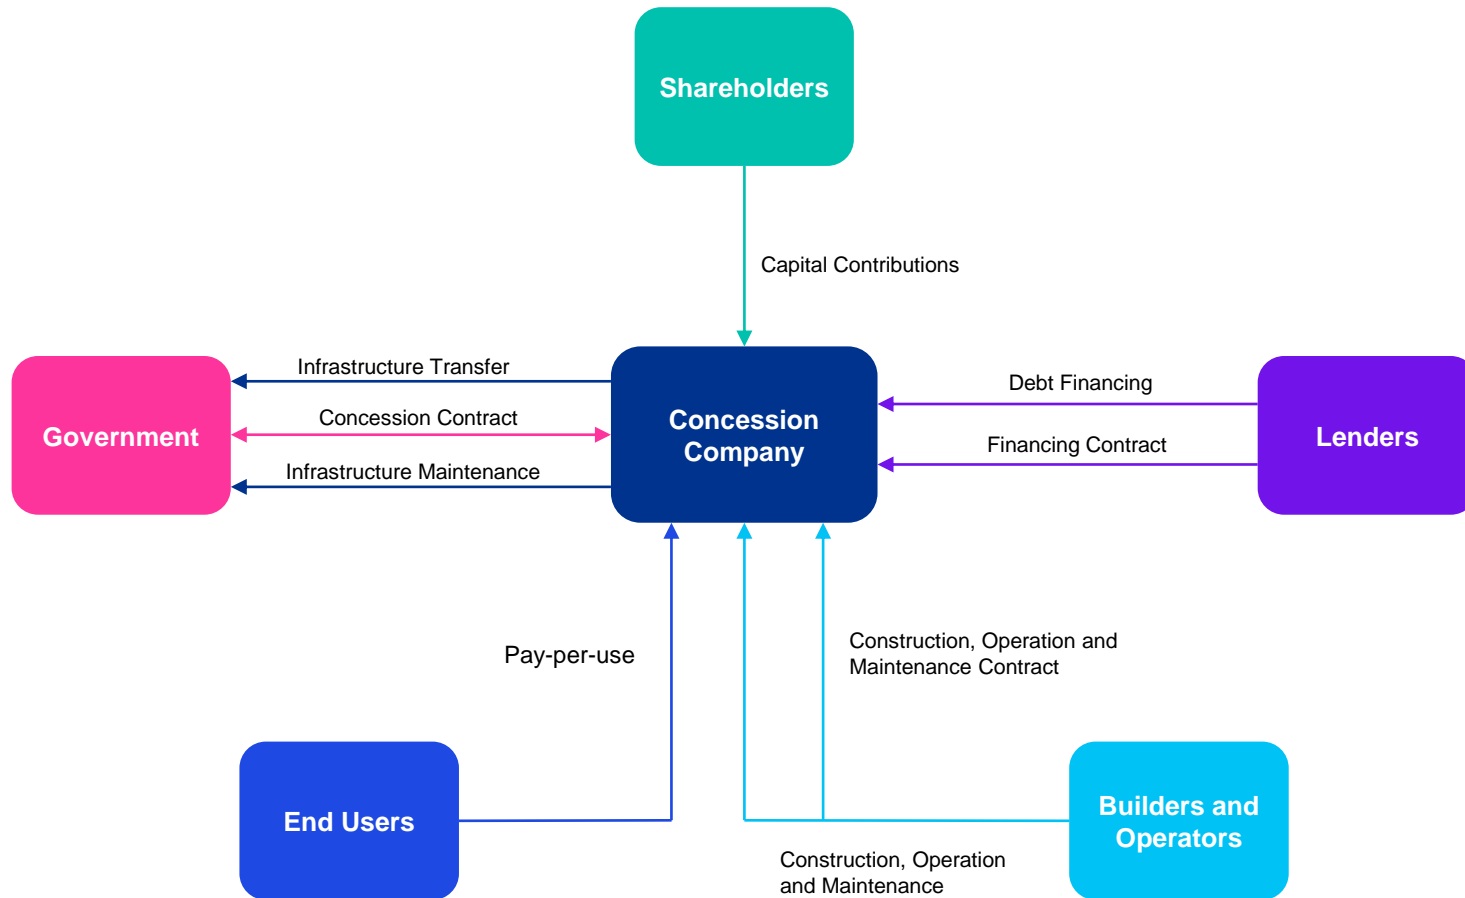 Shareholders
Capital Contributions
Infrastructure Transfer
Concession Contract
Infrastructure Maintenance
Government
Concession
Company
Debt Financing
Financing Contract
Lenders
Pay-per-use
Construction, Operation and
Maintenance Contract
End Users
Builders and
Operators
Construction, Operation
and Maintenance